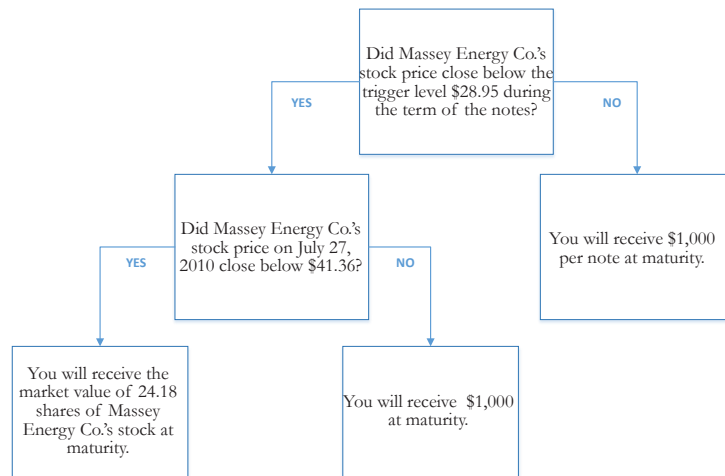 Did Massey Energy Co.'s
stock price close below the
trigger level $28.95 during
the term of the notes?
YES
NO
Did Massey Energy Co.'s
stock price on July 27,
2010 close below $41.36?
You will receive $1,000
per note at maturity.
YES
NO
You will receive the
market value of 24.18
shares of Massey
Energy Co.'s stock at
maturity.
You will receive $1,000
at maturity.